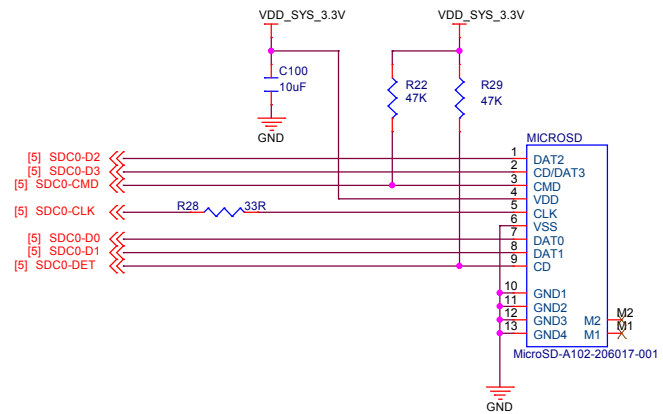 VDD_SYS_3.3V
VDD_SYS_3.3V
C100
10uF
GND
R22
47K
R29
47K
MICROSD
[5] SDC0-D2 1 DAT2
[5] SDC0-D3 2 CD/DAT3
[5] SDC0-CMD 3 CMD
4 VDD
[5] SDC0-CLK R28 33R 5 CLK
6 VSS
[5] SDC0-D0 7 DAT0
[5] SDC0-D1 8 DAT1
[5] SDC0-DET 9 CD
10 GND1
11 GND2
12 GND3 M2 M2
13 GND4 M1 M1
MicroSD-A102-206017-001
GND